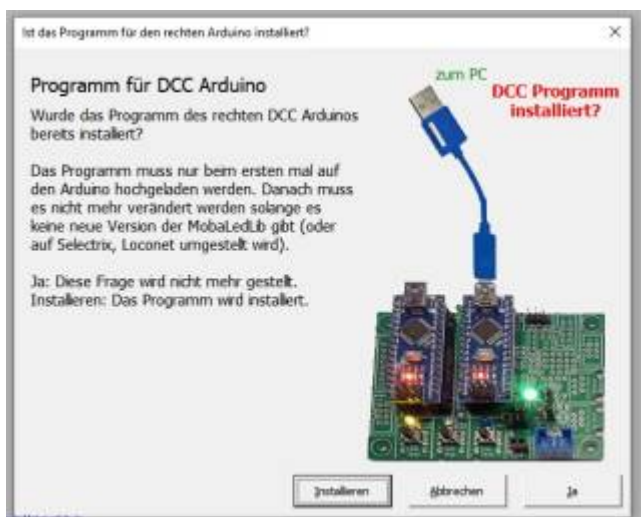 Ist das Programm für den rechten Arduino installiert?
Programm für DCC Arduino
Wurde das Programm des rechten DCC Arduinos
bereits installiert?
Das Programm muss nur beim ersten mal auf
den Arduino hochgeladen werden. Danach muss
es nicht mehr verändert werden solange es
keine neue Version der MobaLedLib gibt (oder
auf Selectrix, Loconet umgestellt wird).
Ja: Diese Frage wird nicht mehr gestellt.
Installieren: Das Programm wird installiert.
zum PC
DCC Programm
installiert?
Installieren
Abbrechen
Ja